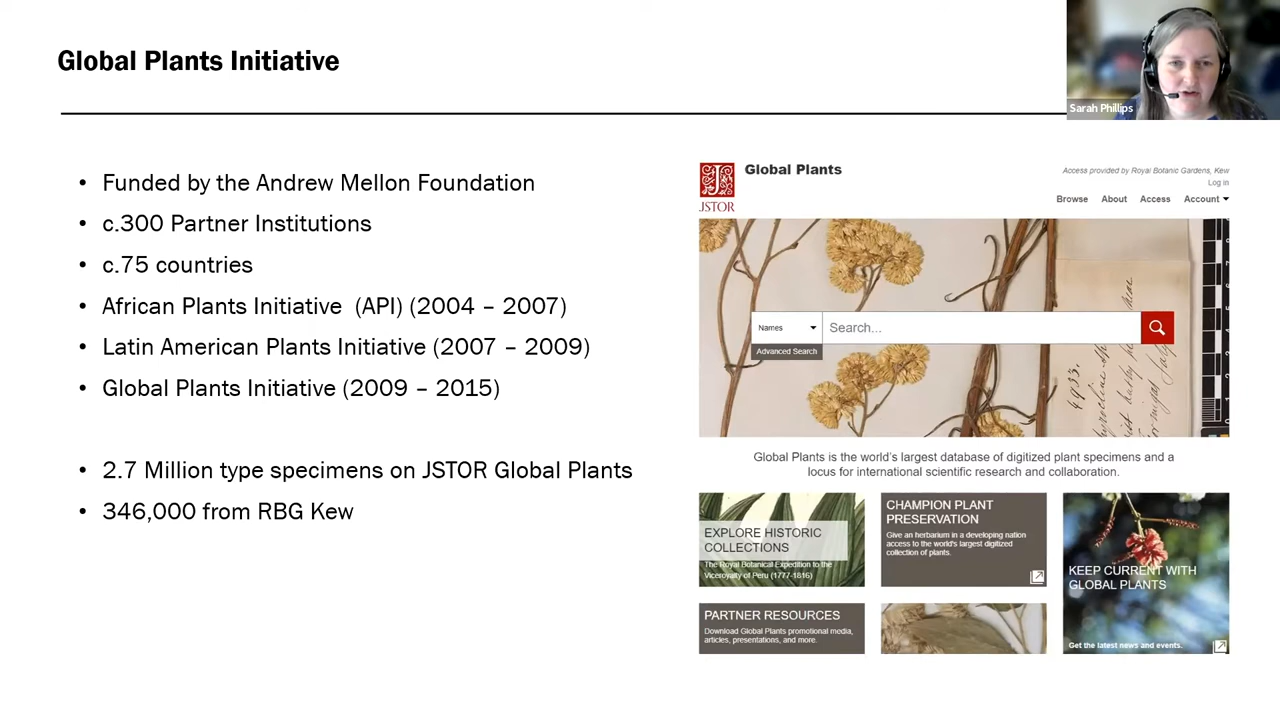 Global Plants Initiative
Sarah Phillips
• Funded by the Andrew Mellon Foundation
• c.300 Partner Institutions
• c.75 countries
• African Plants Initiative (API) (2004 – 2007)
• Latin American Plants Initiative (2007 – 2009)
• Global Plants Initiative (2009 – 2015)
• 2.7 Million type specimens on JSTOR Global Plants
• 346,000 from RBG Kew
JSTOR
Global Plants
Access provided by Royal Botanic Gardens, Kew
Log in
Browse About Access Account
Names Search...
Advanced Search
4933.
Global Plants is the world's largest database of digitized plant specimens and a
locus for international scientific research and collaboration.
EXPLORE HISTORIC
COLLECTIONS
The Royal Botanical Expedition to the
Viceroyalty of Peru (1777-1816)
CHAMPION PLANT
PRESERVATION
Give an herbarium in a developing nation
access to the world's largest digitized
collection of plants.
KEEP CURRENT WITH
GLOBAL PLANTS
Get the latest news and events.
PARTNER RESOURCES
Download Global Plants promotional media,
articles, presentations, and more.